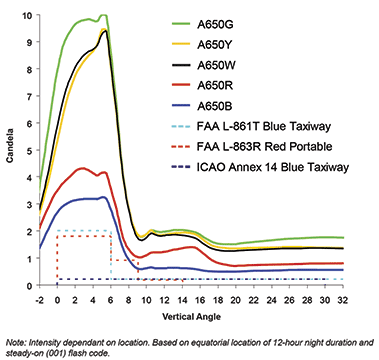 10
9
8
7
6
5
4
3
2
1
0
Candela
-2 0 2 4 6 8 10 12 14 16 18 20 22 24 26 28 30 32
Vertical Angle
A650G
A650Y
A650W
A650R
A650B
FAA L-861T Blue Taxiway
FAA L-863R Red Portable
ICAO Annex 14 Blue Taxiway
Note: Intensity dependant on location. Based on equatorial location of 12-hour night duration and
steady-on (001) flash code.